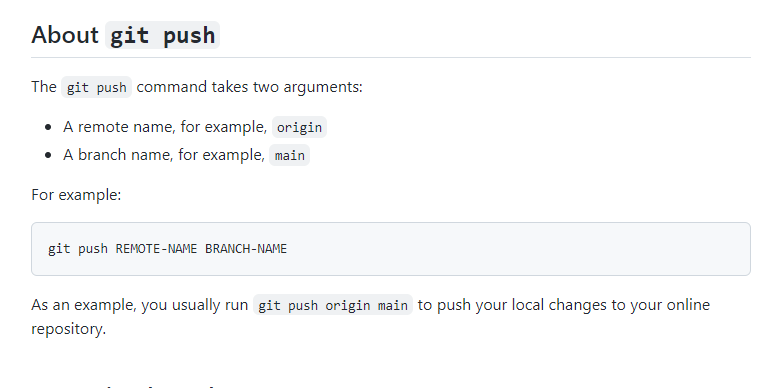 About git push
The git push command takes two arguments:
• A remote name, for example, origin
• A branch name, for example, main
For example:
git push REMOTE-NAME BRANCH-NAME
As an example, you usually run git push origin main to push your local changes to your online
repository.